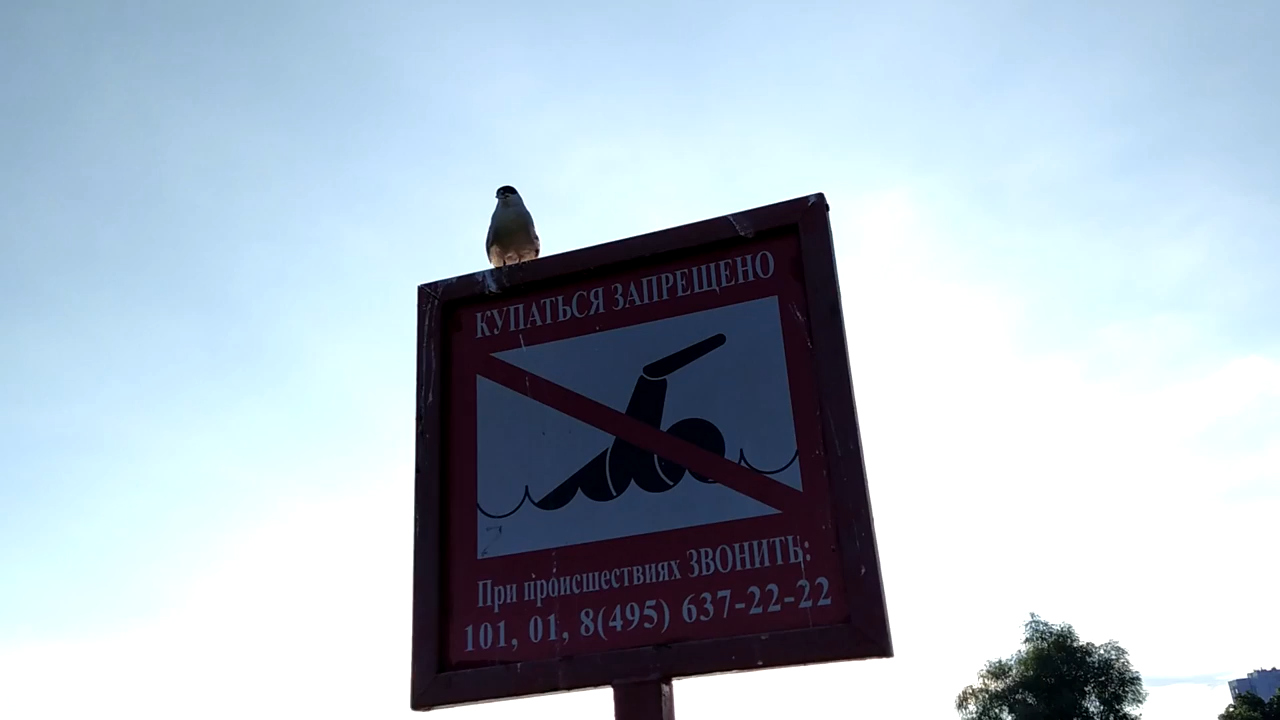 КУПАТЬСЯ ЗАПРЕЩЕНО
При происшествиях ЗВОНИТЬ:
101, 01, 8(495) 637-22-22